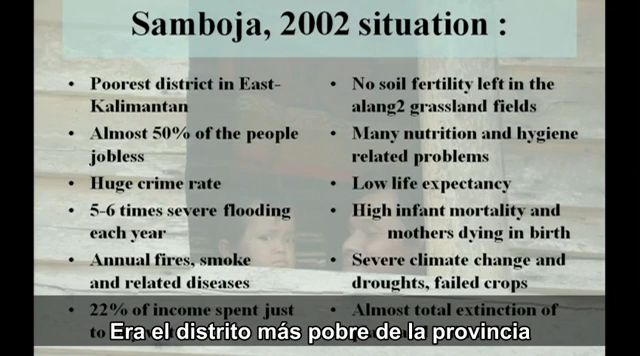 Samboja, 2002 situation :
• Poorest district in East-
Kalimantan
• Almost 50% of the people
jobless
• Huge crime rate
• 5-6 times severe flooding
each year
• Annual fires, smoke
and related diseases
• 22% of income spent just
to
• No soil fertility left in the
alang2 grassland fields
• Many nutrition and hygiene
related problems
• Low life expectancy
• High infant mortality and
mothers dying in birth
• Severe climate change and
droughts, failed crops
• Almost total extinction of
Era el distrito más pobre de la provincia